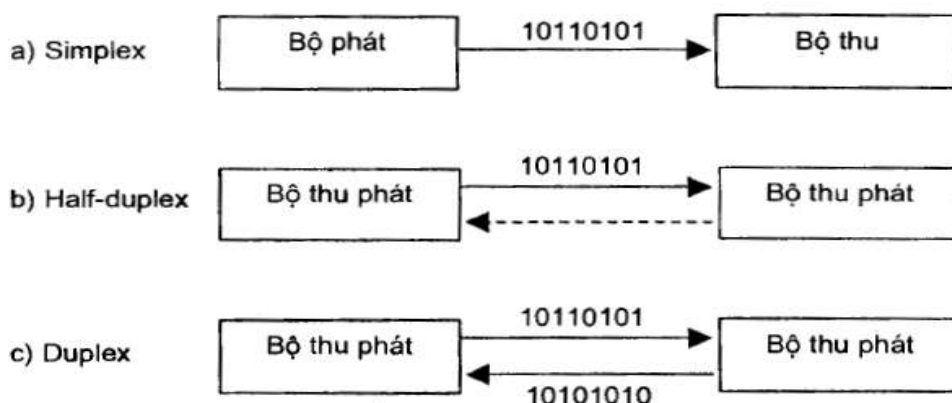 10110101
a) Simplex Bộ phát Bộ thu
10110101
b) Half-duplex Bộ thu phát Bộ thu phát
10110101
c) Duplex Bộ thu phát Bộ thu phát
10101010